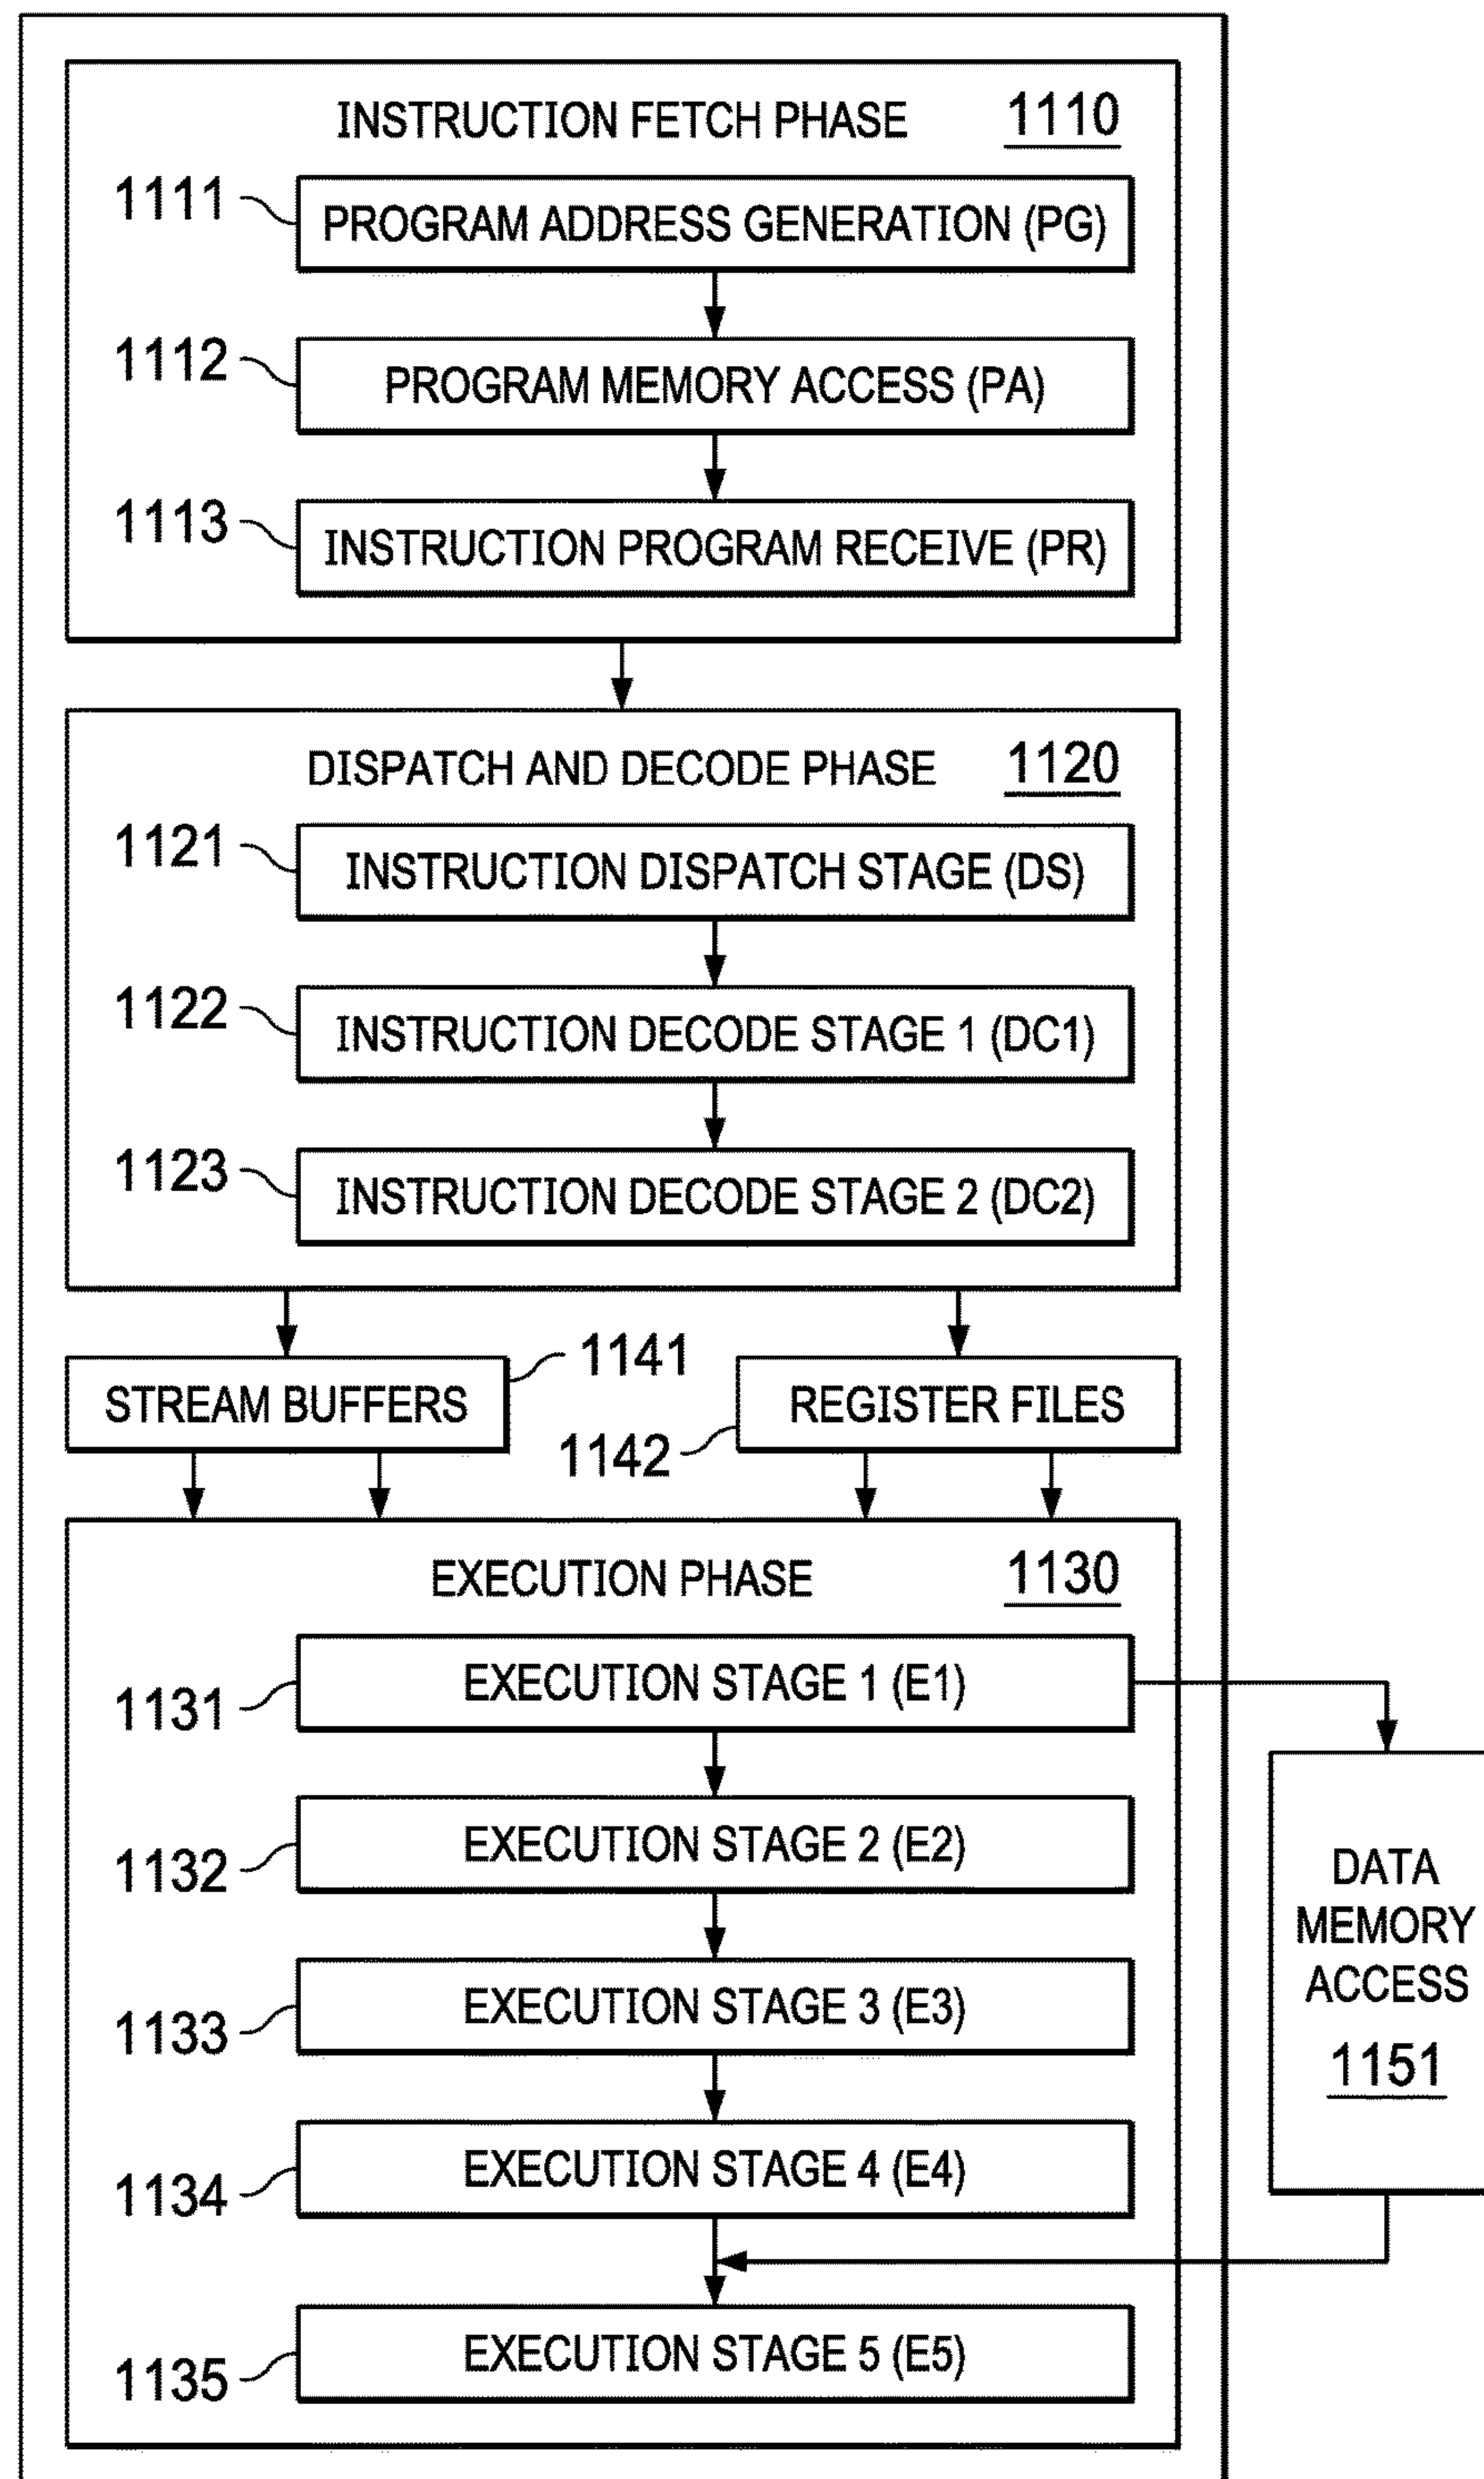 INSTRUCTION FETCH PHASE 1110
1111 PROGRAM ADDRESS GENERATION (PG)
1112 PROGRAM MEMORY ACCESS (PA)
1113 INSTRUCTION PROGRAM RECEIVE (PR)
DISPATCH AND DECODE PHASE 1120
1121 INSTRUCTION DISPATCH STAGE (DS)
1122 INSTRUCTION DECODE STAGE 1 (DC1)
1123 INSTRUCTION DECODE STAGE 2 (DC2)
STREAM BUFFERS 1141
1142 REGISTER FILES
EXECUTION PHASE 1130
1131 EXECUTION STAGE 1 (E1)
1132 EXECUTION STAGE 2 (E2)
1133 EXECUTION STAGE 3 (E3)
1134 EXECUTION STAGE 4 (E4)
1135 EXECUTION STAGE 5 (E5)
DATA
MEMORY
ACCESS
1151